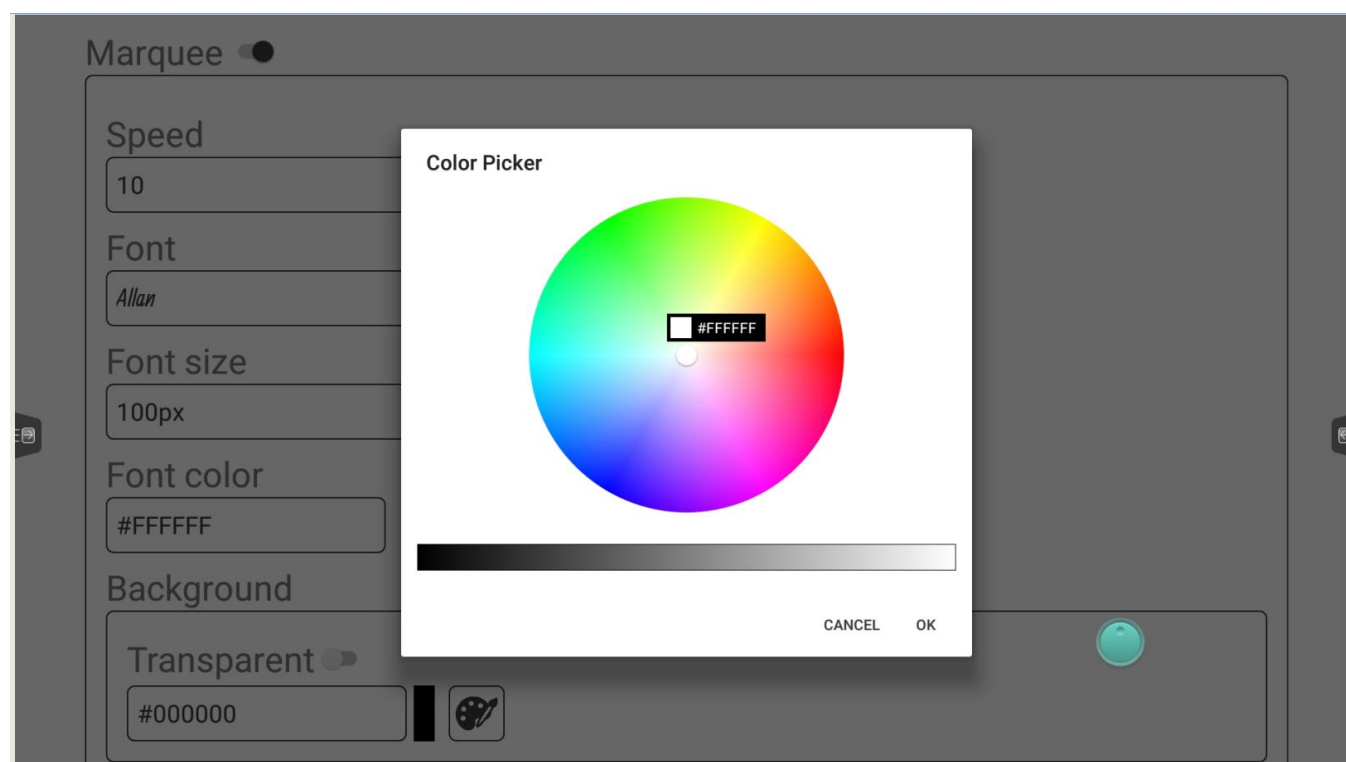 Marquee
Speed
10
Font
Allan
Font size
100px
Font color
#FFFFFF
Background
Transparent
#000000
Color Picker
#FFFFFF
CANCEL OK